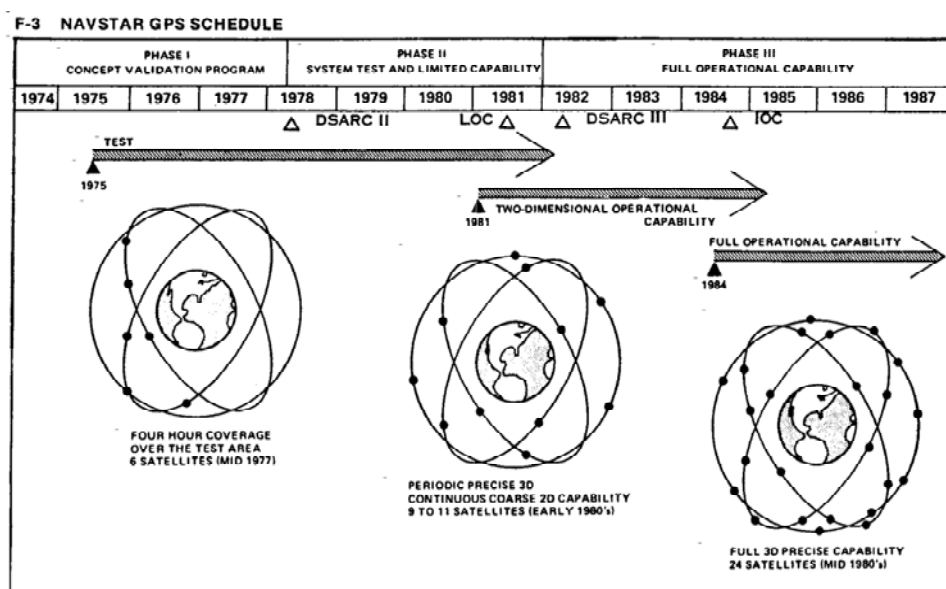 F-3 NAVSTAR GPS SCHEDULE
PHASE I
CONCEPT VALIDATION PROGRAM
PHASE II
SYSTEM TEST AND LIMITED CAPABILITY
PHASE III
FULL OPERATIONAL CAPABILITY
1974 1975 1976 1977 1978 1979 1980 1981 1982 1983 1984 1985 1986 1987
DSARC II LOC DSARC III IOC
TEST
1975
1981
TWO-DIMENSIONAL OPERATIONAL
CAPABILITY
FULL OPERATIONAL CAPABILITY
1984
FOUR HOUR COVERAGE
OVER THE TEST AREA
6 SATELLITES (MID 1977)
PERIODIC PRECISE 3D
CONTINUOUS COARSE 2D CAPABILITY
9 TO 11 SATELLITES (EARLY 1980's)
FULL 3D PRECISE CAPABILITY
24 SATELLITES (MID 1980's)